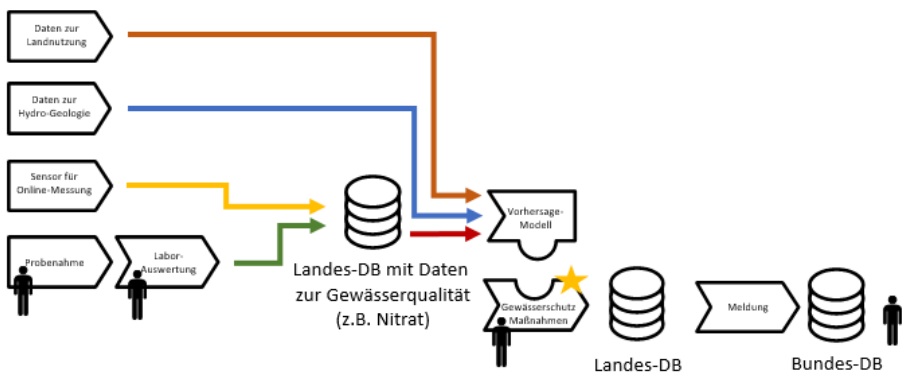 Daten zur
Landnutzung
Daten zur
Hydro-Geologie
Sensor für
Online-Messung
Probenahme
Labor-
Auswertung
Landes-DB mit Daten
zur Gewässerqualität
(z.B. Nitrat)
Vorhersage-
Modell
Gewässerschutz
Maßnahmen
Landes-DB
Meldung
Bundes-DB